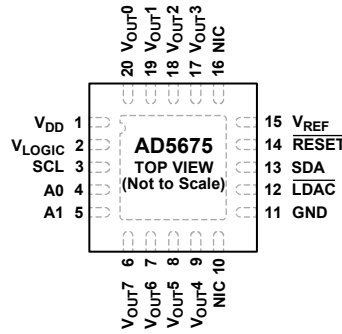 20 VOUT0
19 VOUT1
18 VOUT2
17 VOUT3
16 NIC
VDD 1
VLOGIC 2
SCL 3
A0 4
A1 5
AD5675
TOP VIEW
(Not to Scale)
15 VREF
14 RESET
13 SDA
12 LDAC
11 GND
VOUT7 6
VOUT6 7
VOUT5 8
VOUT4 9
NIC 10